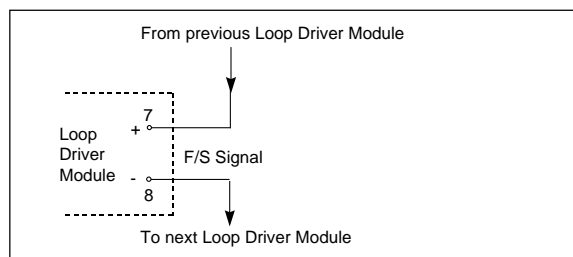 From previous Loop Driver Module
7
+
Loop
Driver
Module
F/S Signal
-
8
To next Loop Driver Module